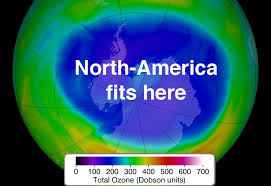 North-America
fits here
0 100 200 300 400 500 600 700
Total Ozone (Dobson units)